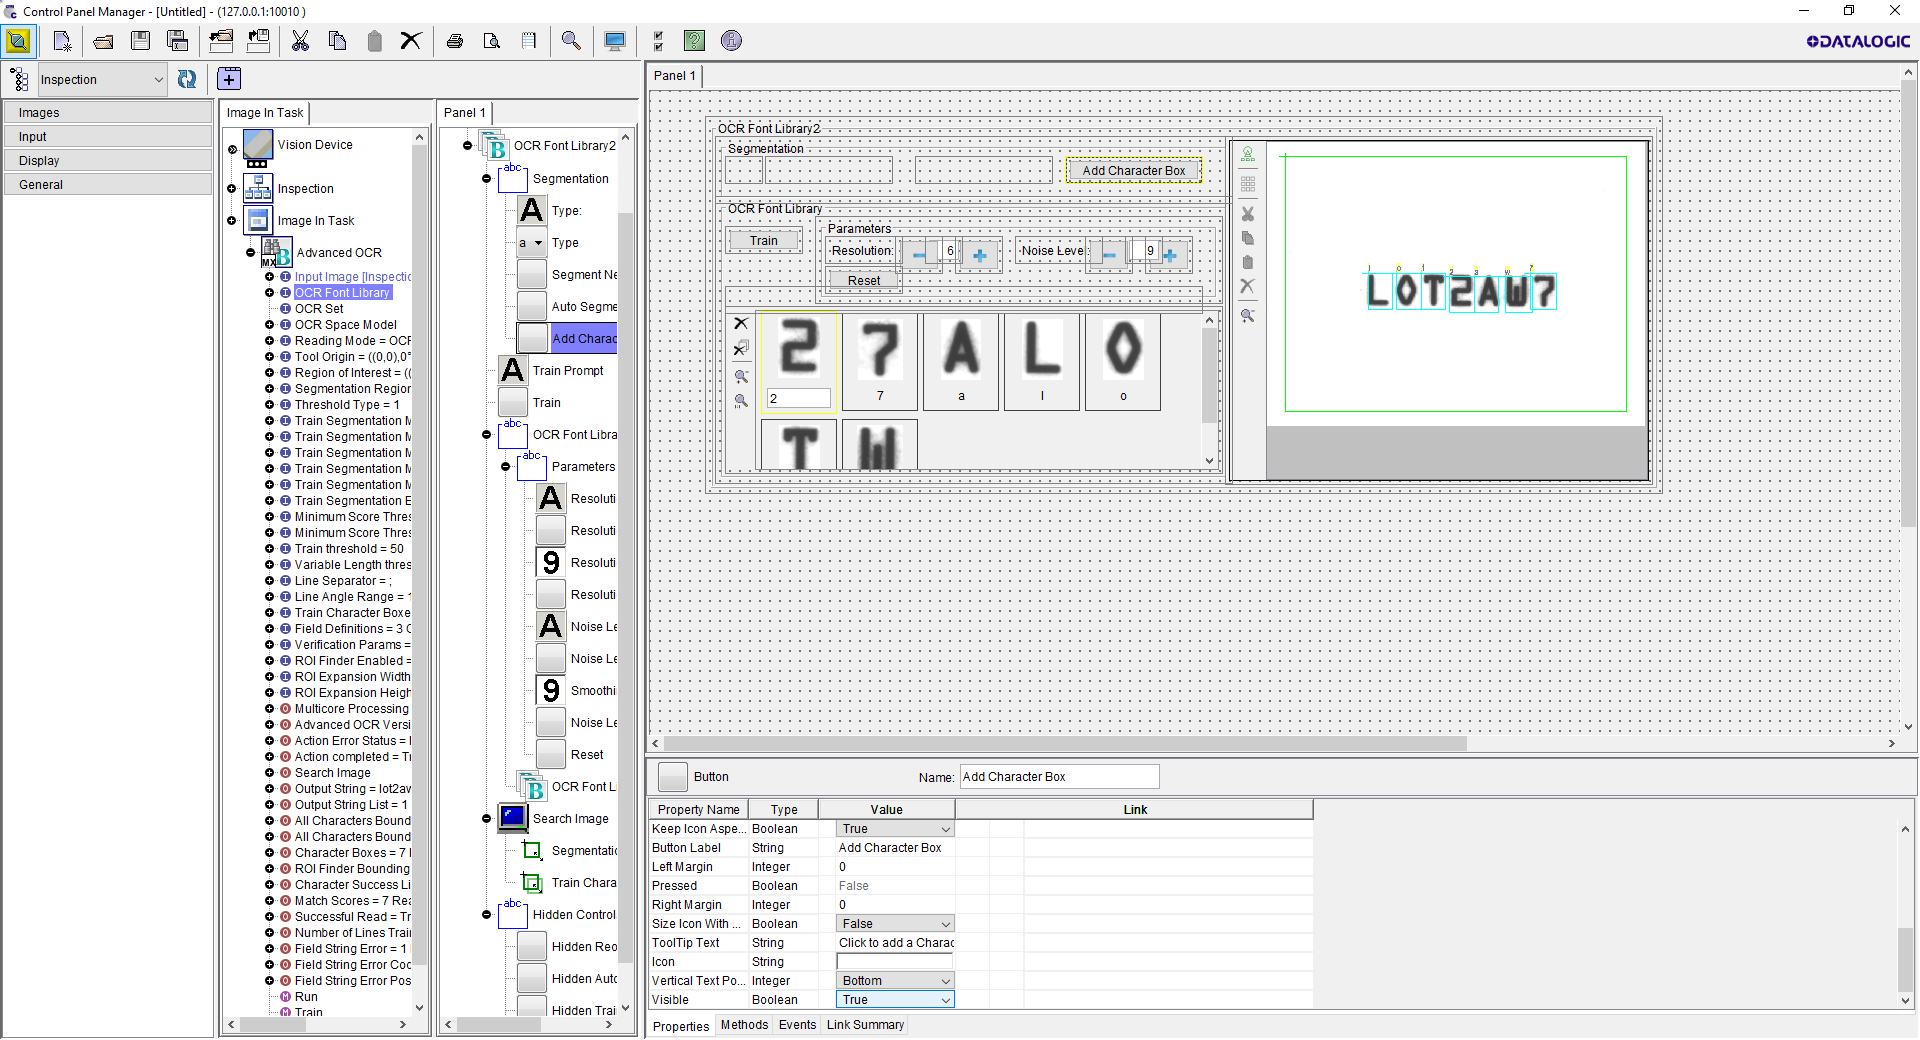 Control Panel Manager - [Untitled] - (127.0.0.1:10010 )
DATALOGIC
Inspection
Images
Input
Display
General
Image In Task
Vision Device
Inspection
Image In Task
Advanced OCR
Input Image [Inspectio
OCR Font Library
OCR Set
OCR Space Model
Reading Mode = OCF
Tool Origin = ((0,0),0°
Region of Interest = ((
Segmentation Region
Threshold Type = 1
Train Segmentation M
Train Segmentation M
Train Segmentation M
Train Segmentation M
Train Segmentation M
Train Segmentation E
Minimum Score Thres
Minimum Score Thres
Train threshold = 50
Variable Length thres
Line Separator = ;
Line Angle Range = 1
Train Character Boxe
Field Definitions = 3 C
Verification Params =
ROI Finder Enabled =
ROI Expansion Width
ROI Expansion Heigh
Multicore Processing
Advanced OCR Versi
Action Error Status = I
Action completed = Tr
Search Image
Output String = lot2aw
Output String List = 1
All Characters Bound
All Characters Bound
Character Boxes = 7 I
ROI Finder Bounding
Character Success Li
Match Scores = 7 Rea
Successful Read = Tr
Number of Lines Trai
Field String Error = 1
Field String Error Coo
Field String Error Pos
Run
Train
Panel 1
OCR Font Library2
Segmentation
Type:
Type
Segment Ne
Auto Segme
Add Charac
Train Prompt
Train
OCR Font Libra
Parameters
Resoluti
Resoluti
Resoluti
Resoluti
Noise Le
Noise Le
Smoothi
Noise Le
Reset
OCR Font L
Search Image
Segmentatio
Train Chara
Hidden Control
Hidden Reo
Hidden Auto
Hidden Trai
Panel 1
OCR Font Library2
Segmentation
Add Character Box
OCR Font Library
Train
Parameters
Resolution: 6
Noise Level: 9
Reset
2 7 A L O
2 7 a l o
T W
l o t 2 a w 7
LOT2AW7
Button
Name: Add Character Box
Property Name Type Value Link
Keep Icon Aspe... Boolean True
Button Label String Add Character Box
Left Margin Integer 0
Pressed Boolean False
Right Margin Integer 0
Size Icon With ... Boolean False
ToolTip Text String Click to add a Charac
Icon String
Vertical Text Po... Integer Bottom
Visible Boolean True
Properties Methods Events Link Summary